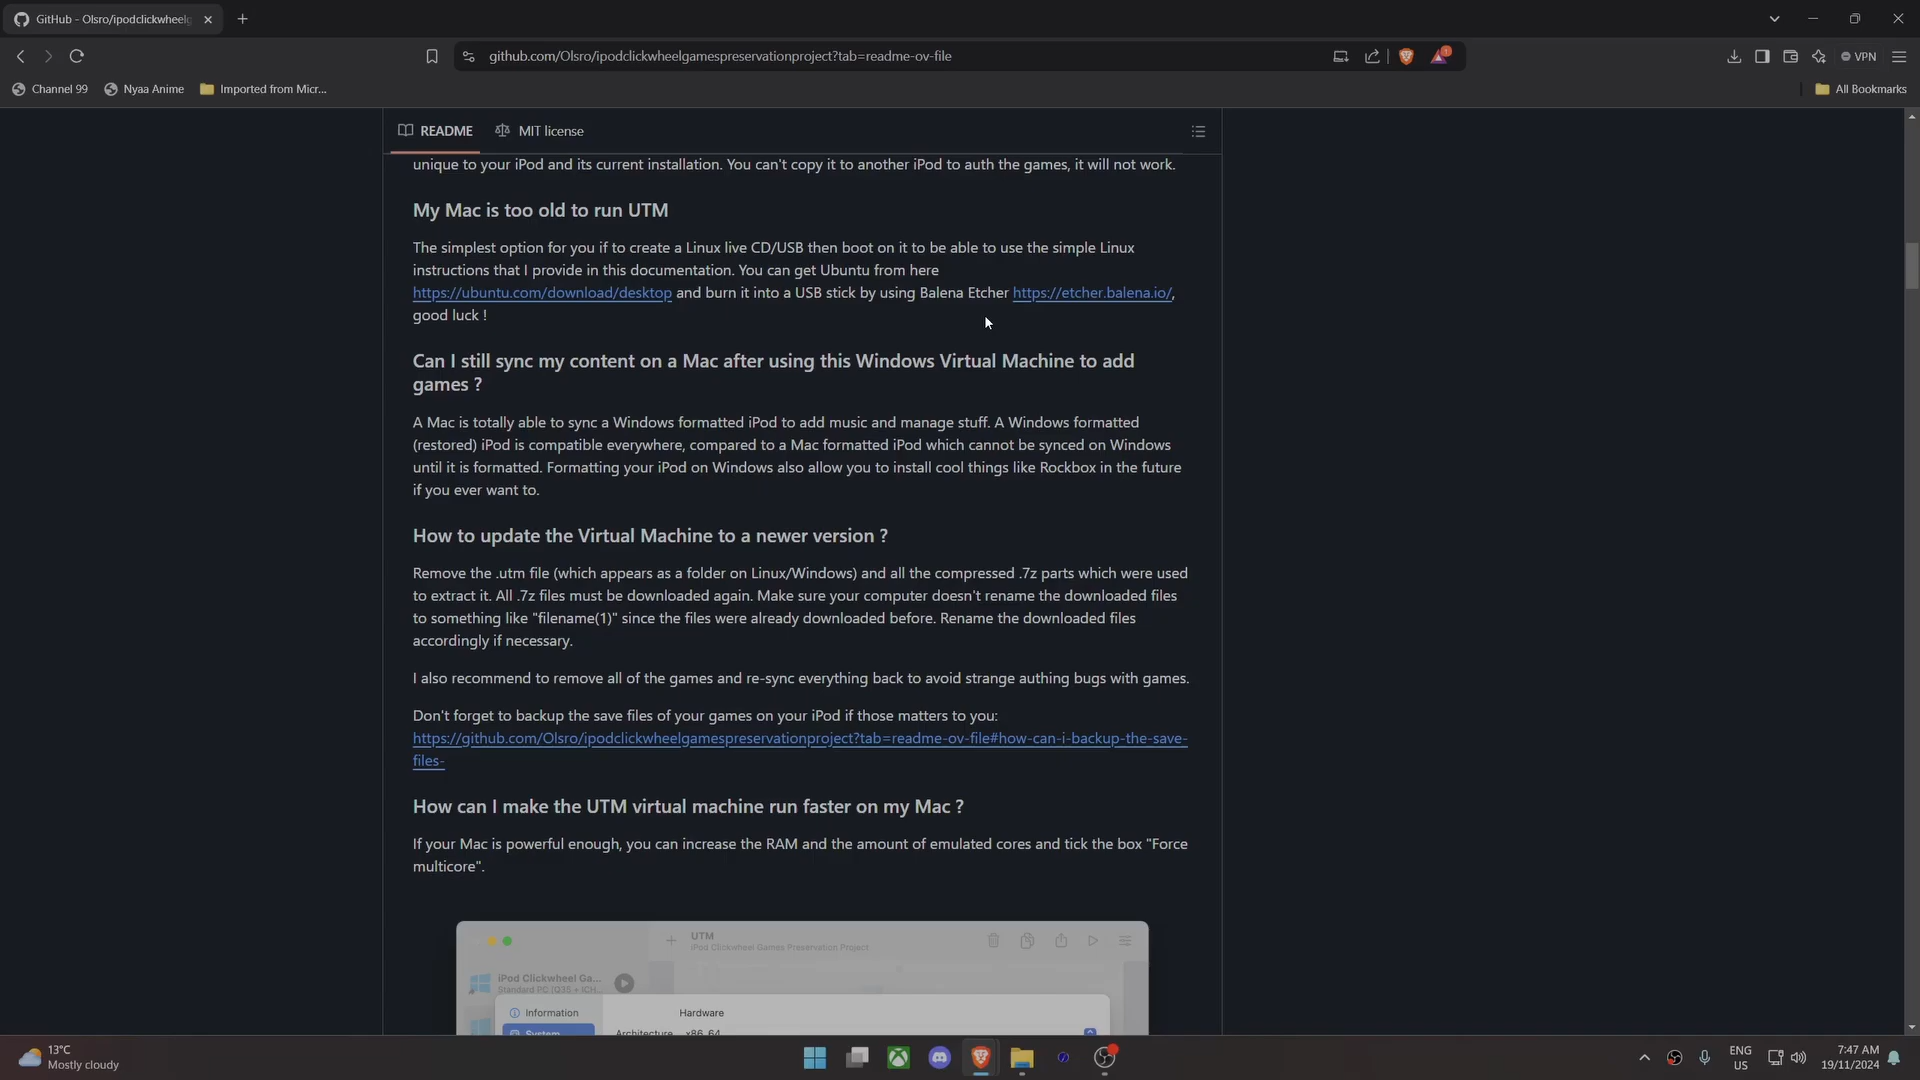 GitHub - Olsro/ipodclickwheelg
github.com/Olsro/ipodclickwheelgamespreservationproject?tab=readme-ov-file
VPN
Channel 99
Nyaa Anime
Imported from Micr...
All Bookmarks
README
MIT license
unique to your iPod and its current installation. You can't copy it to another iPod to auth the games, it will not work.
My Mac is too old to run UTM
The simplest option for you if to create a Linux live CD/USB then boot on it to be able to use the simple Linux
instructions that I provide in this documentation. You can get Ubuntu from here
https://ubuntu.com/download/desktop and burn it into a USB stick by using Balena Etcher https://etcher.balena.io/,
good luck !
Can I still sync my content on a Mac after using this Windows Virtual Machine to add
games ?
A Mac is totally able to sync a Windows formatted iPod to add music and manage stuff. A Windows formatted
(restored) iPod is compatible everywhere, compared to a Mac formatted iPod which cannot be synced on Windows
until it is formatted. Formatting your iPod on Windows also allow you to install cool things like Rockbox in the future
if you ever want to.
How to update the Virtual Machine to a newer version ?
Remove the .utm file (which appears as a folder on Linux/Windows) and all the compressed .7z parts which were used
to extract it. All .7z files must be downloaded again. Make sure your computer doesn't rename the downloaded files
to something like "filename(1)" since the files were already downloaded before. Rename the downloaded files
accordingly if necessary.
I also recommend to remove all of the games and re-sync everything back to avoid strange authing bugs with games.
Don't forget to backup the save files of your games on your iPod if those matters to you:
https://github.com/Olsro/ipodclickwheelgamespreservationproject?tab=readme-ov-file#how-can-i-backup-the-save-
files-
How can I make the UTM virtual machine run faster on my Mac ?
If your Mac is powerful enough, you can increase the RAM and the amount of emulated cores and tick the box "Force
multicore".
UTM
iPod Clickwheel Games Preservation Project
iPod Clickwheel Ga...
Standard PC (Q35 + ICH...
Information
Hardware
System
Architecture x86_64
13°C
Mostly cloudy
ENG
US
7:47 AM
19/11/2024